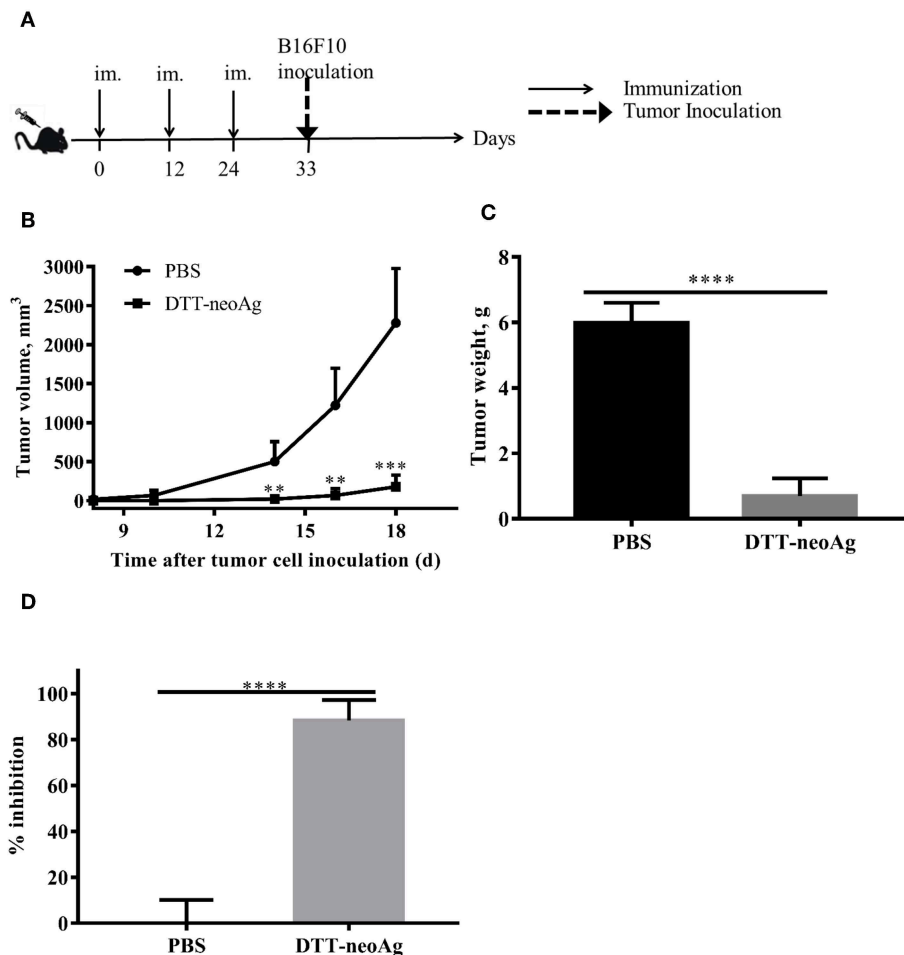 A
im.
im.
im.
B16F10
inoculation
Immunization
Tumor Inoculation
Days
0
12
24
33
B
PBS
DTT-neoAg
Tumor volume, mm³
3000
2500
2000
1500
1000
500
0
**
**
***
9
12
15
18
Time after tumor cell inoculation (d)
C
Tumor weight, g
8
6
4
2
0
****
PBS
DTT-neoAg
D
% inhibition
100
80
60
40
20
0
****
PBS
DTT-neoAg